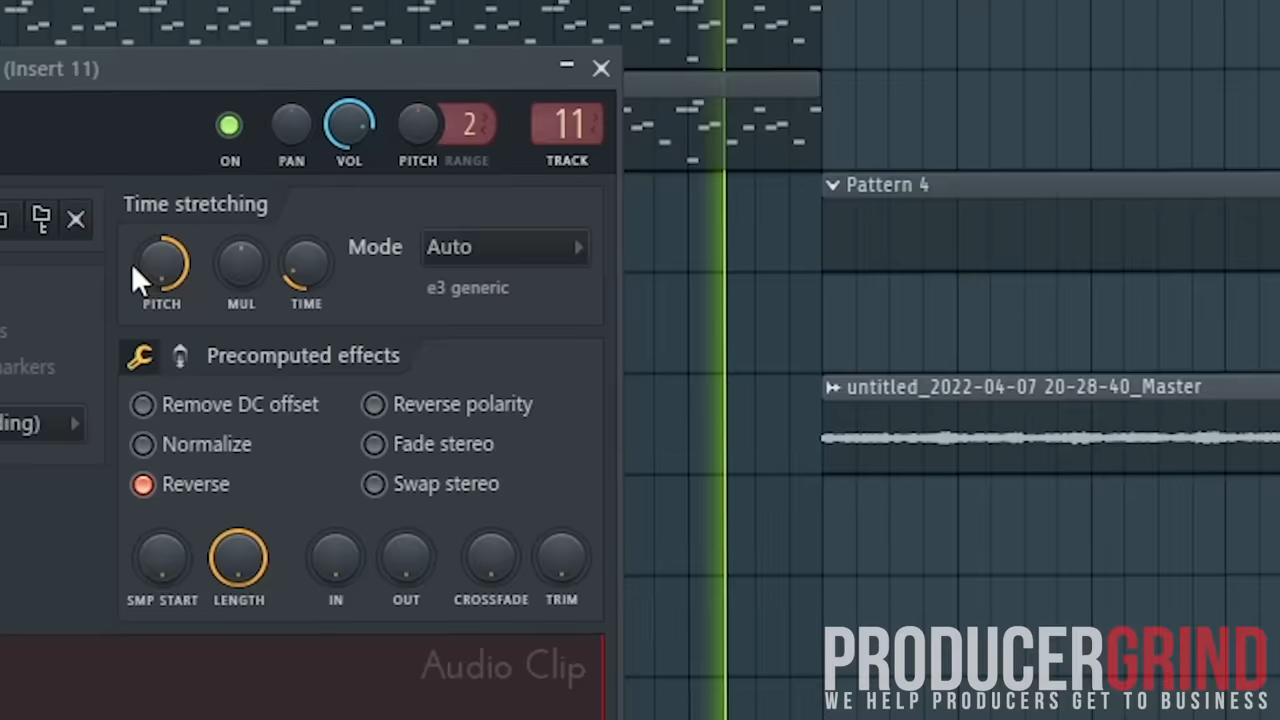 (Insert 11)
2
11
ON
PAN
VOL
PITCH
RANGE
TRACK
Time stretching
Mode
Auto
PITCH
MUL
TIME
e3 generic
Precomputed effects
Remove DC offset
Reverse polarity
Normalize
Fade stereo
Reverse
Swap stereo
SMP START
LENGTH
IN
OUT
CROSSFADE
TRIM
Audio Clip
Pattern 4
untitled_2022-04-07 20-28-40_Master
PRODUCERGRIND
WE HELP PRODUCERS GET TO BUSINESS